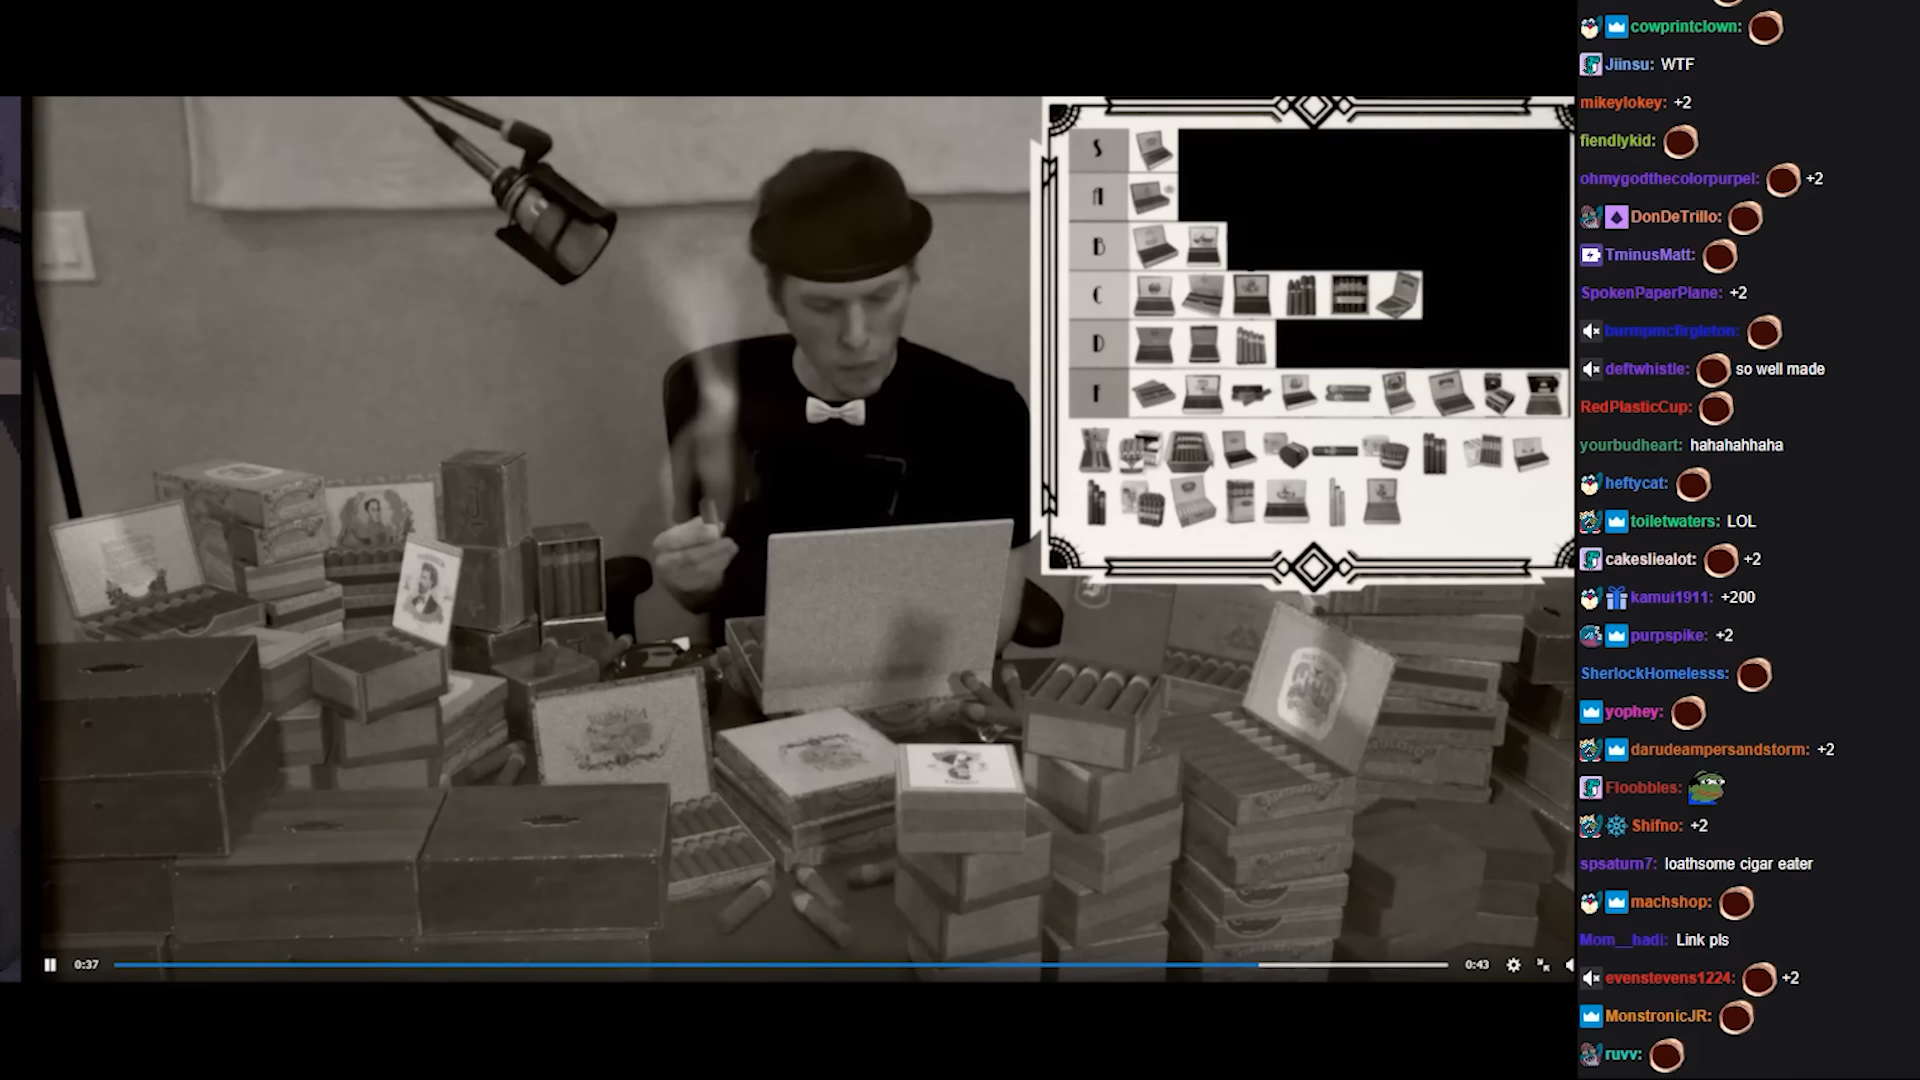 cowprintclown:
Jiinsu: WTF
mikeylokey: +2
fiendlykid:
ohmygodthecolorpurpel: +2
DonDeTrillo:
TminusMatt:
SpokenPaperPlane: +2
burmpmcfirgleton:
deftwhistle: so well made
RedPlasticCup:
yourbudheart: hahahahhaha
heftycat:
toiletwaters: LOL
cakesliealot: +2
kamui1911: +200
purpspike: +2
SherlockHomelesss:
yophey:
darudeampersandstorm: +2
Floobbles:
Shifno: +2
spsaturn7: loathsome cigar eater
machshop:
Mom__hadi: Link pls
evenstevens1224: +2
MonstronicJR:
ruvv:
S
A
B
C
D
F
0:37
0:43